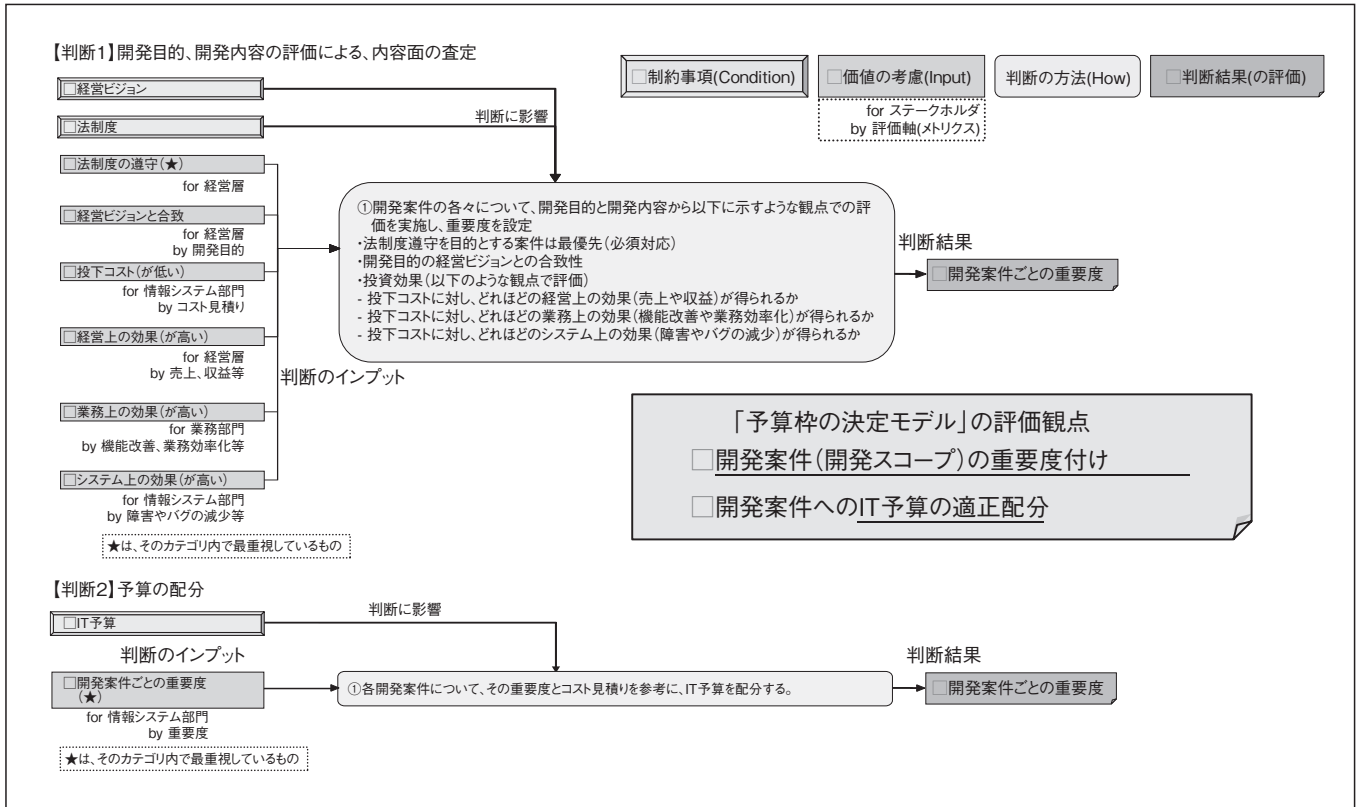 【判断1】開発目的、開発内容の評価による、内容面の査定
□制約事項(Condition)
□価値の考慮(Input)
for ステークホルダ
by 評価軸(メトリクス)
判断の方法(How)
□判断結果(の評価)
□経営ビジョン
□法制度
判断に影響
□法制度の遵守(★)
for 経営層
□経営ビジョンと合致
for 経営層
by 開発目的
□投下コスト(が低い)
for 情報システム部門
by コスト見積り
□経営上の効果(が高い)
for 経営層
by 売上、収益等
判断のインプット
□業務上の効果(が高い)
for 業務部門
by 機能改善、業務効率化等
□システム上の効果(が高い)
for 情報システム部門
by 障害やバグの減少等
★は、そのカテゴリ内で最重視しているもの
①開発案件の各々について、開発目的と開発内容から以下に示すような観点での評
価を実施し、重要度を設定
・法制度遵守を目的とする案件は最優先(必須対応)
・開発目的の経営ビジョンとの合致性
・投資効果(以下のような観点で評価)
- 投下コストに対し、どれほどの経営上の効果(売上や収益)が得られるか
- 投下コストに対し、どれほどの業務上の効果(機能改善や業務効率化)が得られるか
- 投下コストに対し、どれほどのシステム上の効果(障害やバグの減少)が得られるか
判断結果
□開発案件ごとの重要度
「予算枠の決定モデル」の評価観点
□開発案件(開発スコープ)の重要度付け
□開発案件へのIT予算の適正配分
【判断2】予算の配分
□IT予算
判断に影響
判断のインプット
□開発案件ごとの重要度
(★)
for 情報システム部門
by 重要度
★は、そのカテゴリ内で最重視しているもの
①各開発案件について、その重要度とコスト見積りを参考に、IT予算を配分する。
判断結果
□開発案件ごとの重要度